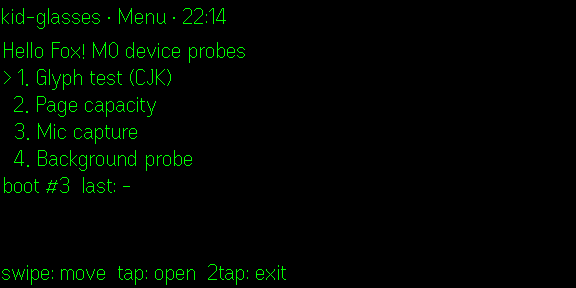 kid-glasses · Menu · 22:14
Hello Fox! M0 device probes
> 1. Glyph test (CJK)
2. Page capacity
3. Mic capture
4. Background probe
boot #3 last: -
swipe: move tap: open 2tap: exit